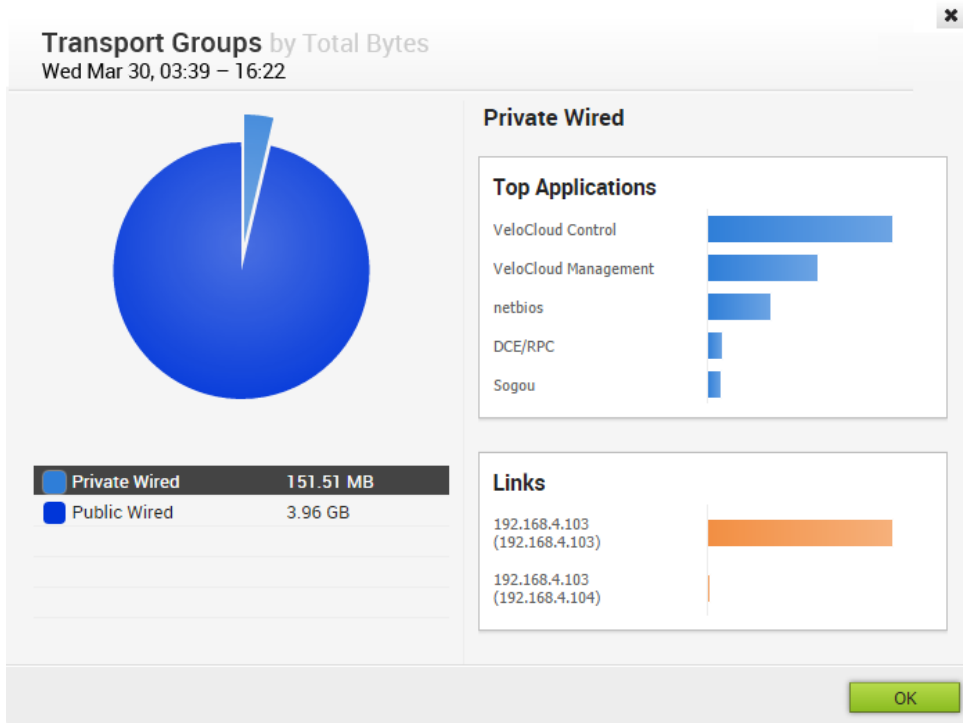 Transport Groups by Total Bytes
Wed Mar 30, 03:39 – 16:22
Private Wired 151.51 MB
Public Wired 3.96 GB
Private Wired
Top Applications
VeloCloud Control
VeloCloud Management
netbios
DCE/RPC
Sogou
Links
192.168.4.103
(192.168.4.103)
192.168.4.103
(192.168.4.104)
OK